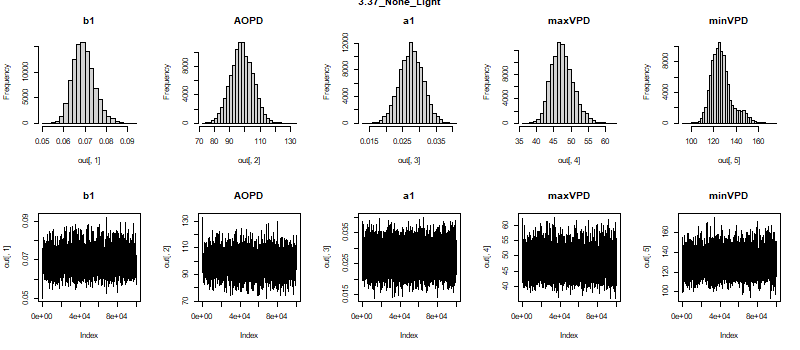 3.37_None_Light
b1
AOPD
a1
maxVPD
minVPD
Frequency
0 4000 10000
0.05 0.06 0.07 0.08 0.09
out[, 1]
Frequency
0 4000 10000
70 80 90 110 130
out[, 2]
Frequency
0 4000 8000 12000
0.015 0.025 0.035
out[, 3]
Frequency
0 4000 8000
35 40 45 50 55 60
out[, 4]
Frequency
0 4000 8000
100 120 140 160
out[, 5]
b1
AOPD
a1
maxVPD
minVPD
out[, 1]
0.05 0.07 0.09
0e+00 4e+04 8e+04
Index
out[, 2]
70 90 110 130
0e+00 4e+04 8e+04
Index
out[, 3]
0.015 0.025 0.035
0e+00 4e+04 8e+04
Index
out[, 4]
40 45 50 55 60
0e+00 4e+04 8e+04
Index
out[, 5]
100 120 140 160
0e+00 4e+04 8e+04
Index